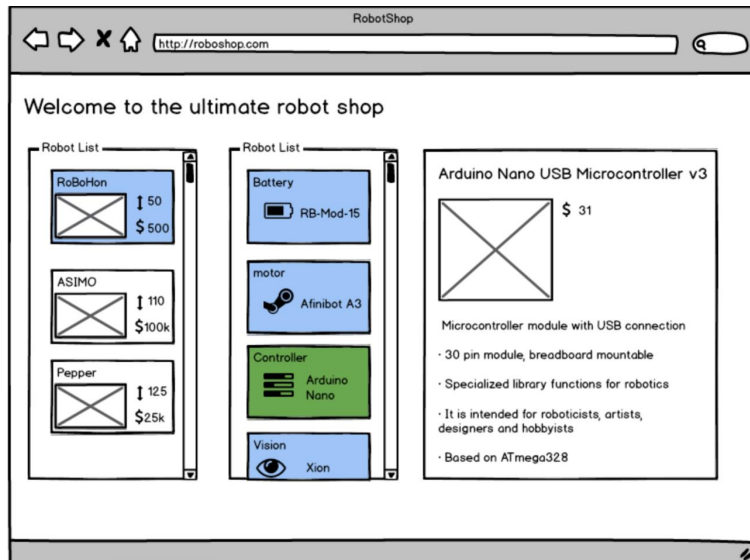 RobotShop
http://roboshop.com
Welcome to the ultimate robot shop
Robot List
RoBoHon
50
$ 500
ASIMO
110
$100k
Pepper
125
$25k
Robot List
Battery
RB-Mod-15
motor
Afinibot A3
Controller
Arduino
Nano
Vision
Xion
Arduino Nano USB Microcontroller v3
$ 31
Microcontroller module with USB connection
· 30 pin module, breadboard mountable
· Specialized library functions for robotics
· It is intended for roboticists, artists,
designers and hobbyists
· Based on ATmega328